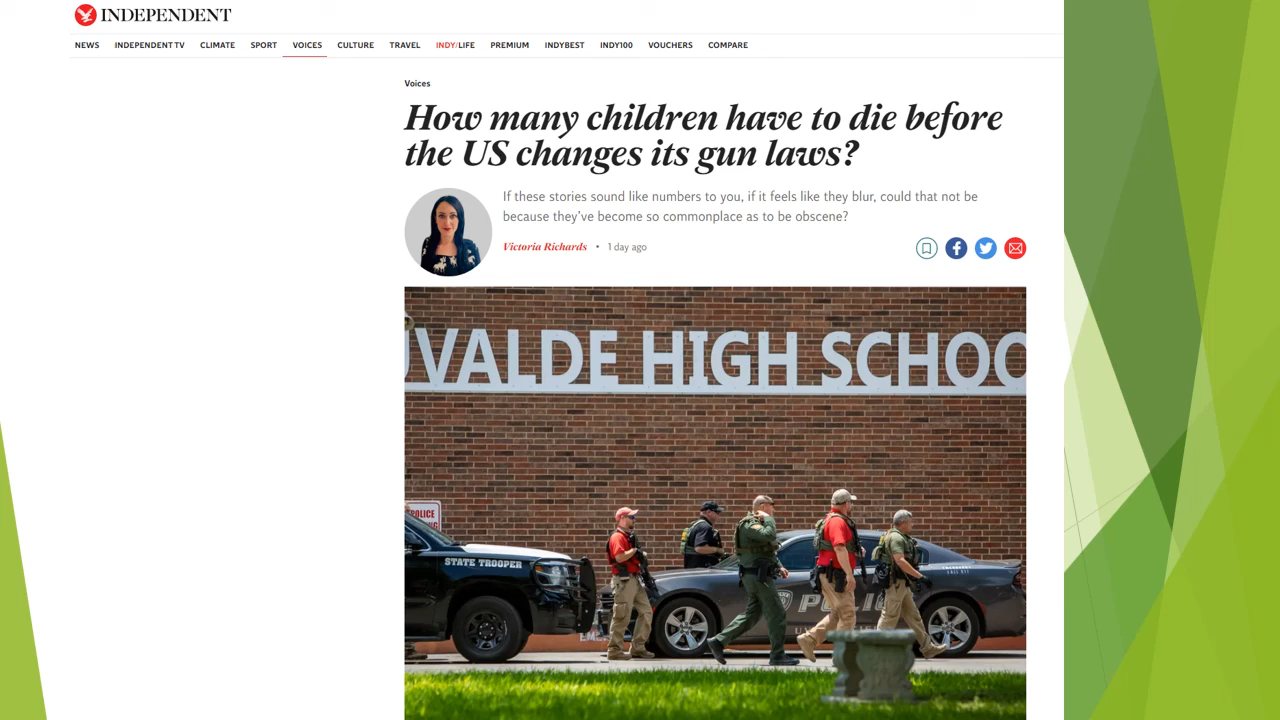 INDEPENDENT
NEWS INDEPENDENT TV CLIMATE SPORT VOICES CULTURE TRAVEL INDY/LIFE PREMIUM INDYBEST INDY100 VOUCHERS COMPARE
Voices
How many children have to die before
the US changes its gun laws?
If these stories sound like numbers to you, if it feels like they blur, could that not be
because they've become so commonplace as to be obscene?
Victoria Richards • 1 day ago
UVALDE HIGH SCHOO
POLICE
STATE TROOPER
POLIC